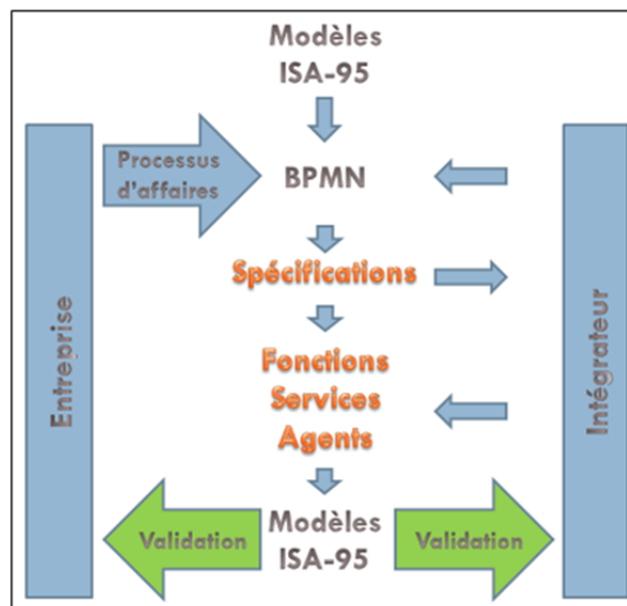 Modèles
ISA-95
Processus
d'affaires
BPMN
Spécifications
Entreprise
Intégrateur
Fonctions
Services
Agents
Validation
Modèles
ISA-95
Validation